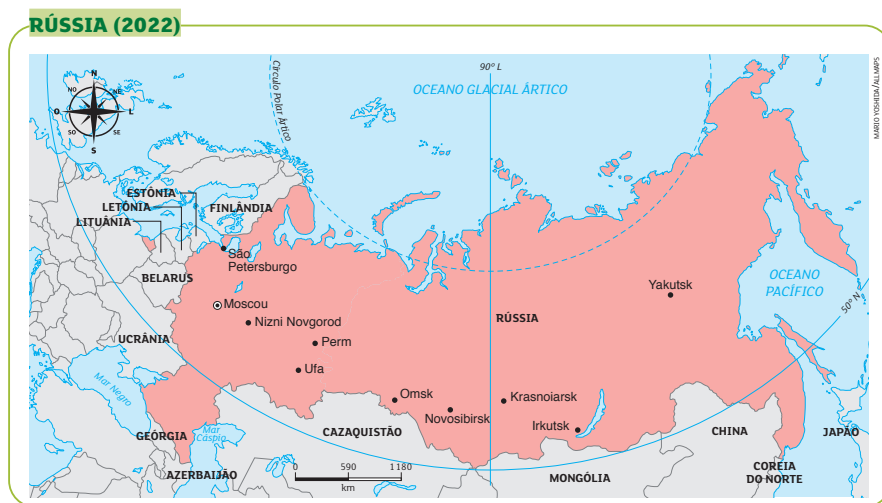 RÚSSIA (2022)
MARIO YOSHIDA/ALLMAPS
90° L
OCEANO GLACIAL ÁRTICO
Círculo Polar Ártico
N
NO
NE
O
L
SO
SE
S
ESTÔNIA
LETÔNIA
FINLÂNDIA
LITUÂNIA
São
Petersburgo
BELARUS
OCEANO
PACÍFICO
Yakutsk
50° N
Moscou
RÚSSIA
Nizni Novgorod
UCRÂNIA
Perm
Ufa
Mar Negro
Omsk
Krasnoiarsk
Novosibirsk
Irkutsk
GEÓRGIA
Mar
Cáspio
CAZAQUISTÃO
CHINA
JAPÃO
AZERBAIJÃO
0 590 1180
km
MONGÓLIA
COREIA
DO NORTE